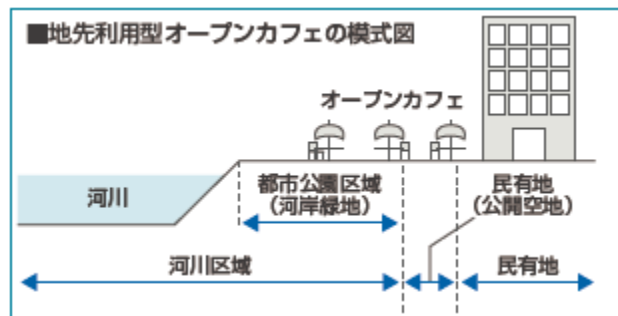 ■地先利用型オープンカフェの模式図
オープンカフェ
河川
都市公園区域
(河岸緑地)
民有地
(公開空地)
河川区域
民有地